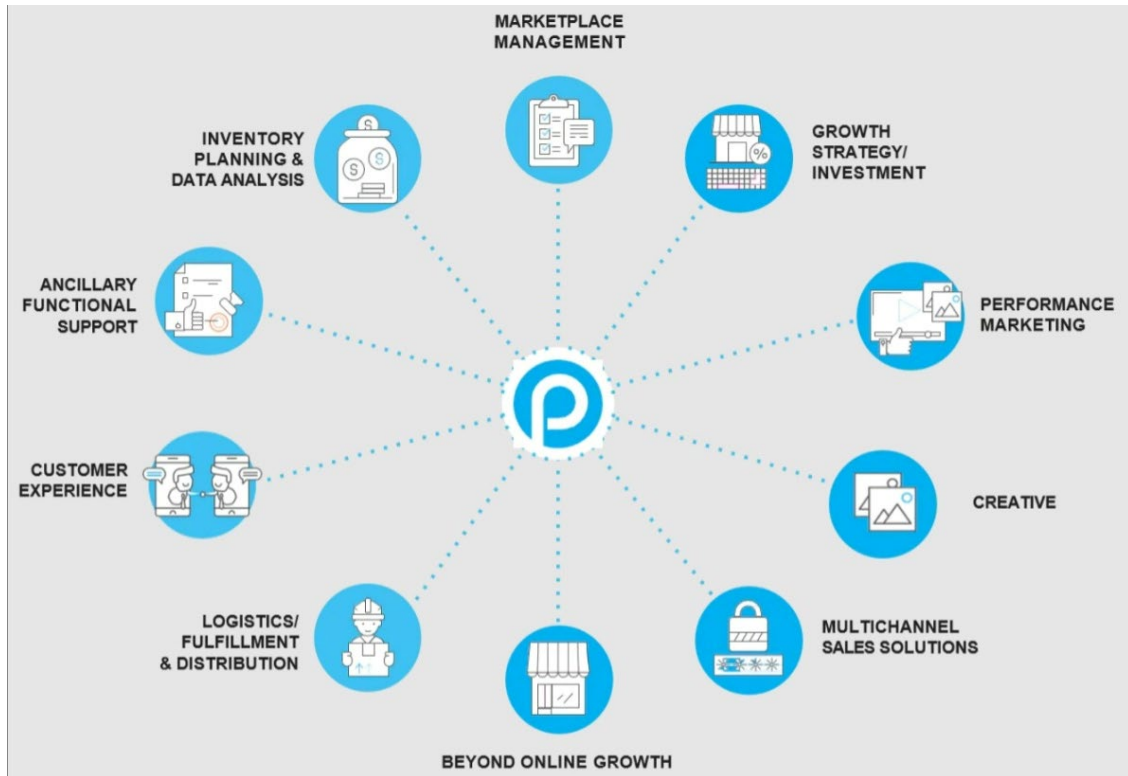 MARKETPLACE
MANAGEMENT
GROWTH
STRATEGY/
INVESTMENT
PERFORMANCE
MARKETING
CREATIVE
MULTICHANNEL
SALES SOLUTIONS
BEYOND ONLINE GROWTH
LOGISTICS/
FULFILLMENT
& DISTRIBUTION
CUSTOMER
EXPERIENCE
ANCILLARY
FUNCTIONAL
SUPPORT
INVENTORY
PLANNING &
DATA ANALYSIS